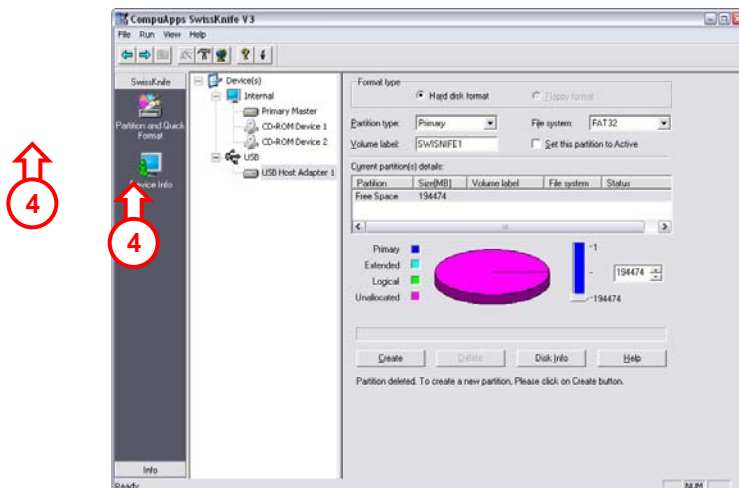 CompuApps SwissKnife V3
File Run View Help
SwissKnife
Partition and Quick
Format
Device Info
Info
Device(s)
Internal
Primary Master
CD-ROM Device 1
CD-ROM Device 2
USB
USB Host Adapter 1
Format type
Hard disk format
Floppy format
Partition type: Primary
File system: FAT32
Volume label: SWISNIFE1
Set this partition to Active
Current partition(s) details:
Partition Size(MB) Volume label File system Status
Free Space 194474
Primary
Extended
Logical
Unallocated
-1
-
-194474
194474
Create Delete Disk Info Help
Partition deleted. To create a new partition, Please click on Create button.
Ready
NUM
4
4